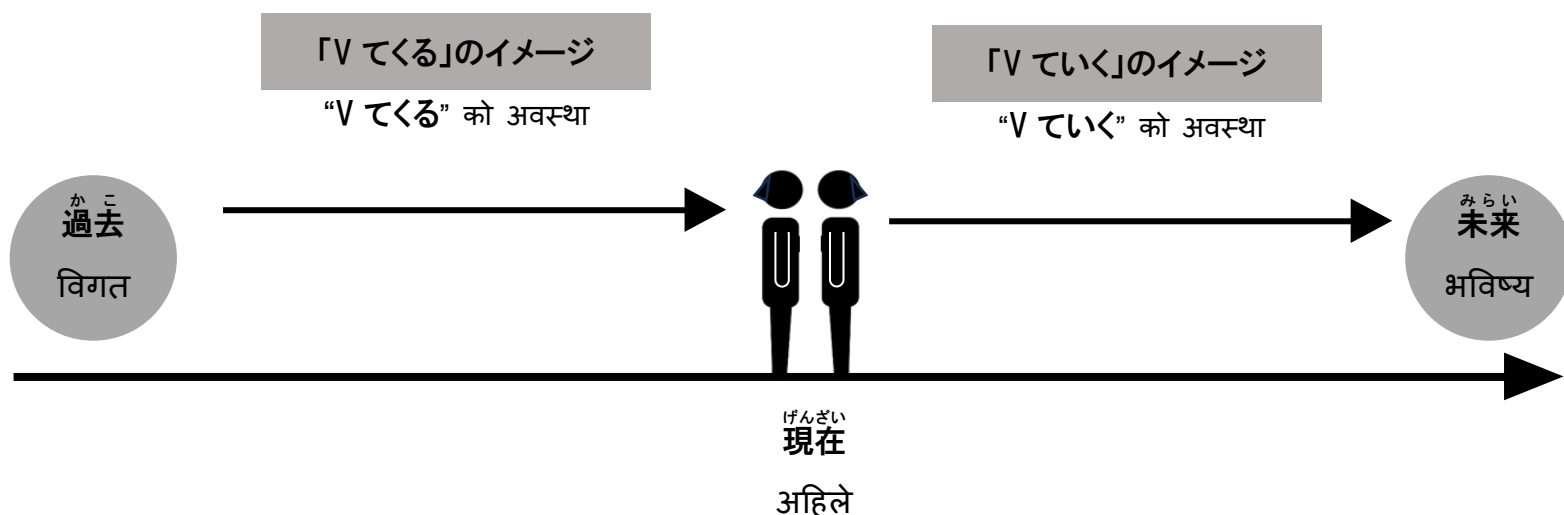 「V てくる」のイメージ
“V てくる” को अवस्था
「V ていく」のイメージ
“V ていく” को अवस्था
かこ
過去
विगत
みらい
未来
भविष्य
げんざい
現在
अहिले